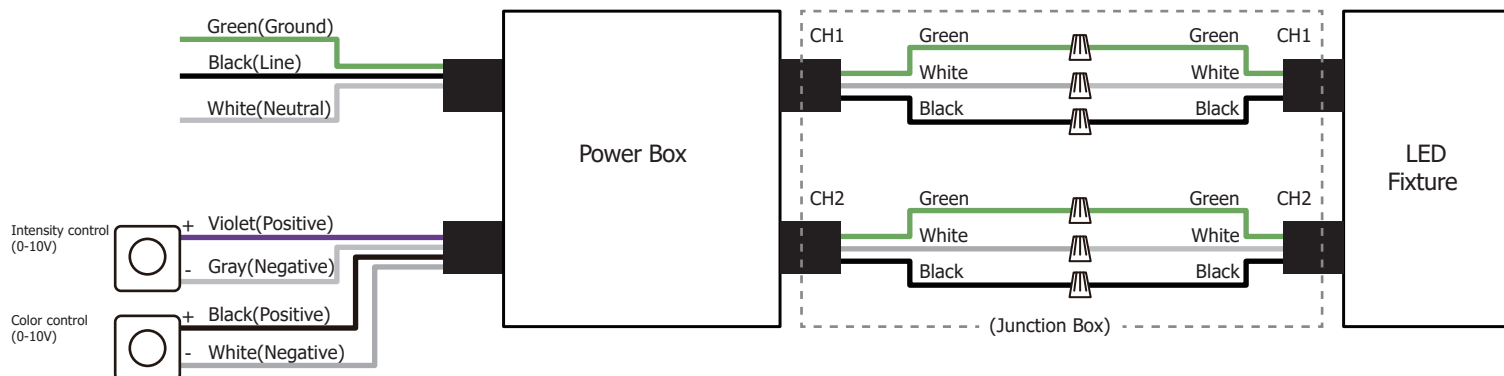 Green(Ground)
Black(Line)
White(Neutral)
Intensity control
(0-10V)
+ Violet(Positive)
- Gray(Negative)
Color control
(0-10V)
+ Black(Positive)
- White(Negative)
Power Box
CH1 Green Green CH1
White White
Black Black
CH2 Green Green CH2
White White
Black Black
(Junction Box)
LED
Fixture